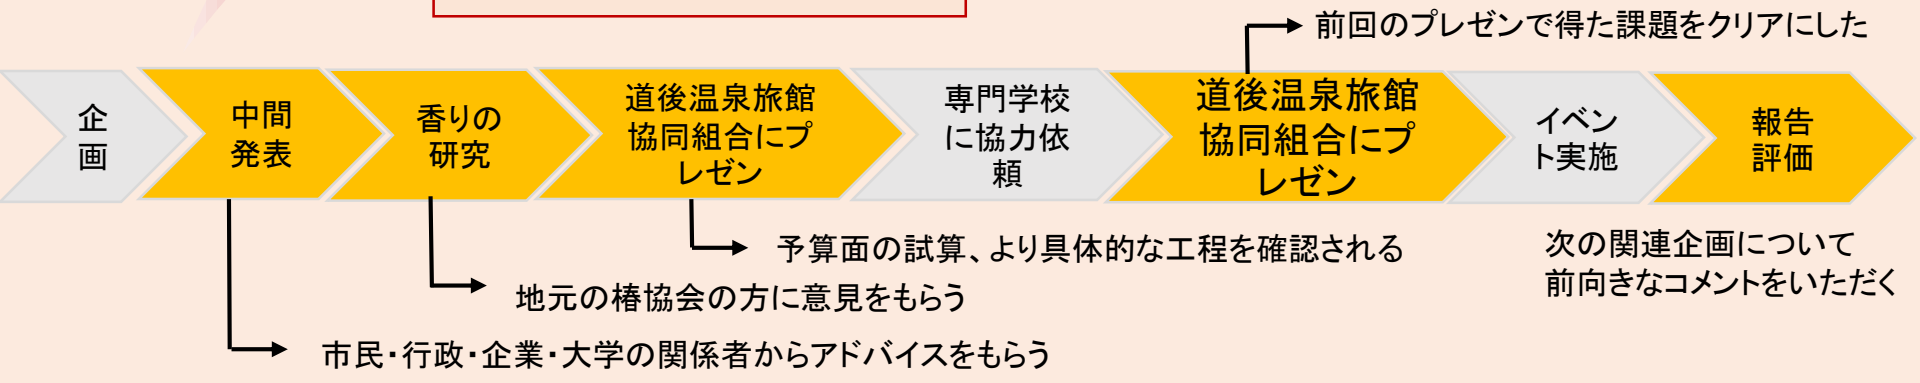 前回のプレゼンで得た課題をクリアにした
企
画
中間
発表
香りの
研究
道後温泉旅館
協同組合にプ
レゼン
専門学校
に協力依
頼
道後温泉旅館
協同組合にプ
レゼン
イベン
ト実施
報告
評価
予算面の試算、より具体的な工程を確認される
次の関連企画について
前向きなコメントをいただく
地元の椿協会の方に意見をもらう
市民・行政・企業・大学の関係者からアドバイスをもらう